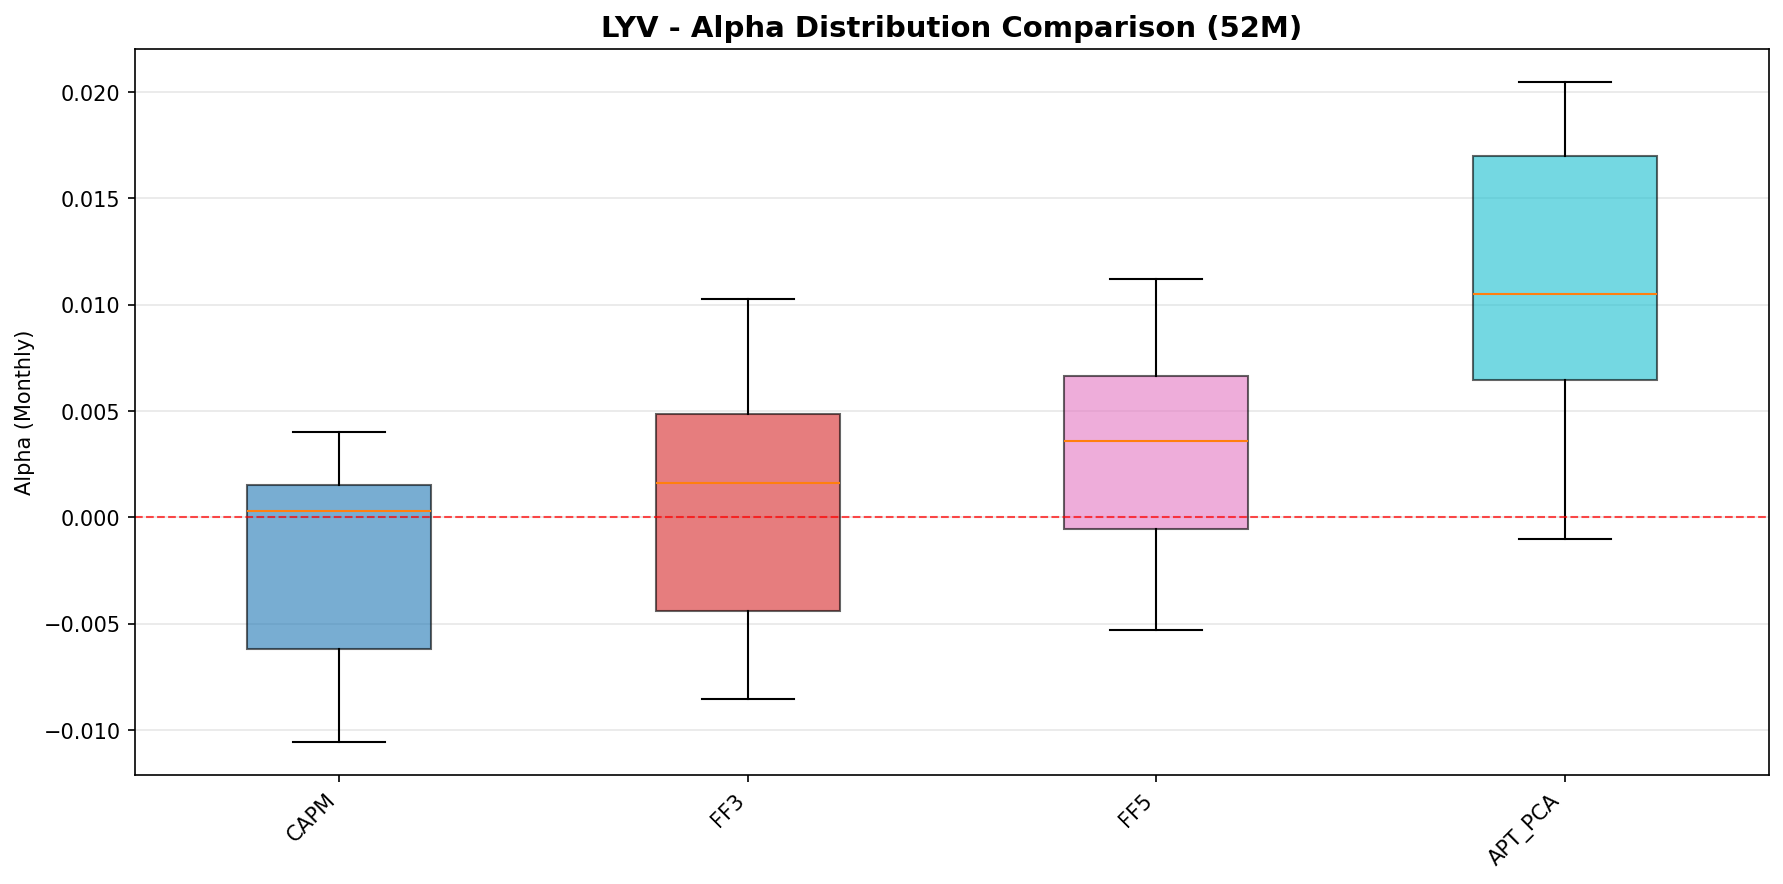 LYV - Alpha Distribution Comparison (52M)
Alpha (Monthly)
0.020
0.015
0.010
0.005
0.000
−0.005
−0.010
CAPM
FF3
FF5
APT_PCA